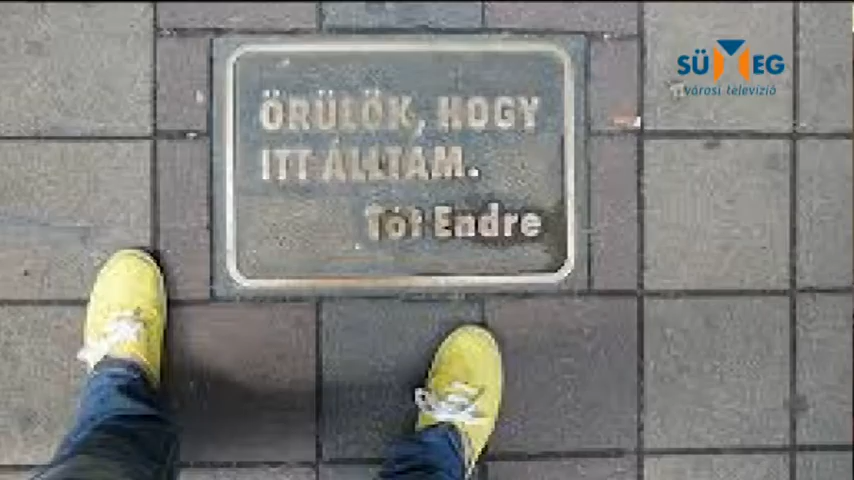 ÖRÜLÖK, HOGY
ITT ÁLLTAM.
Tót Endre
SÜMEG
városi televízió